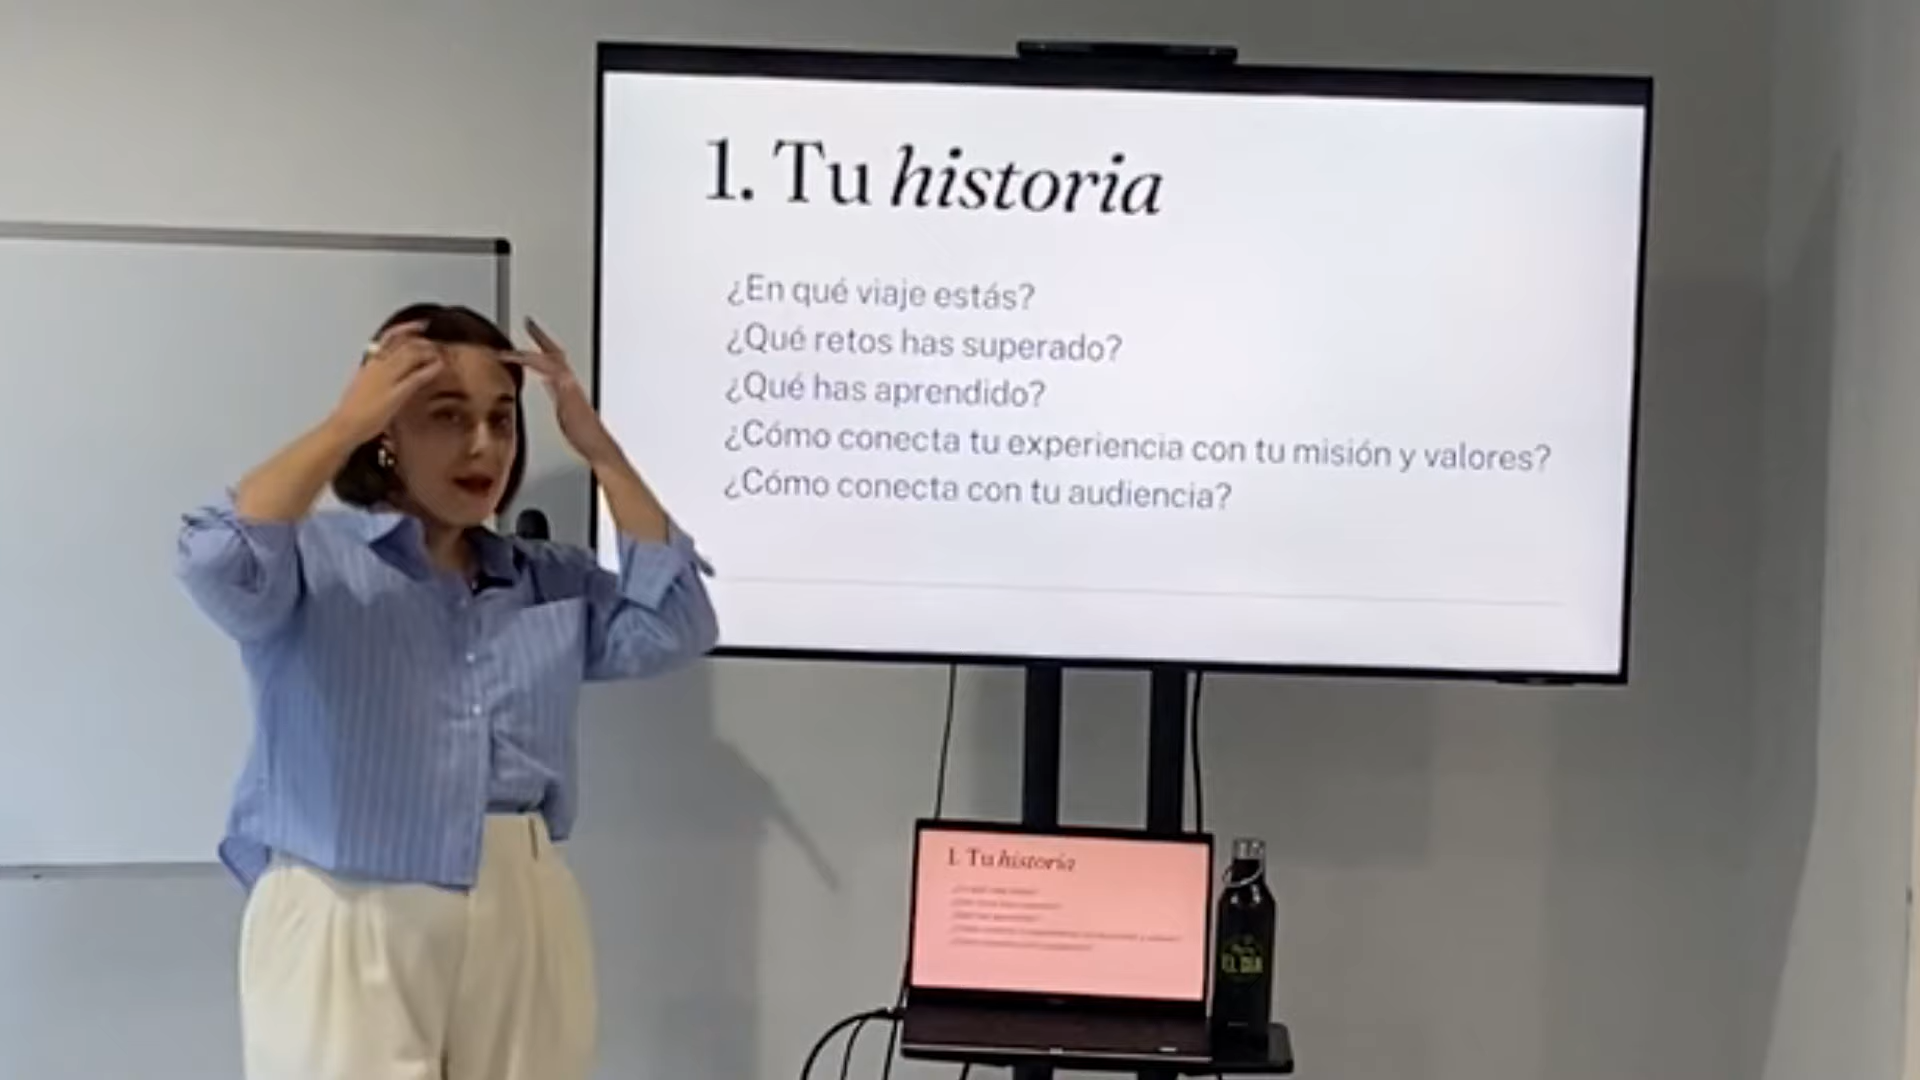 1. Tu historia
¿En qué viaje estás?
¿Qué retos has superado?
¿Qué has aprendido?
¿Cómo conecta tu experiencia con tu misión y valores?
¿Cómo conecta con tu audiencia?
1. Tu historia
EL DIA